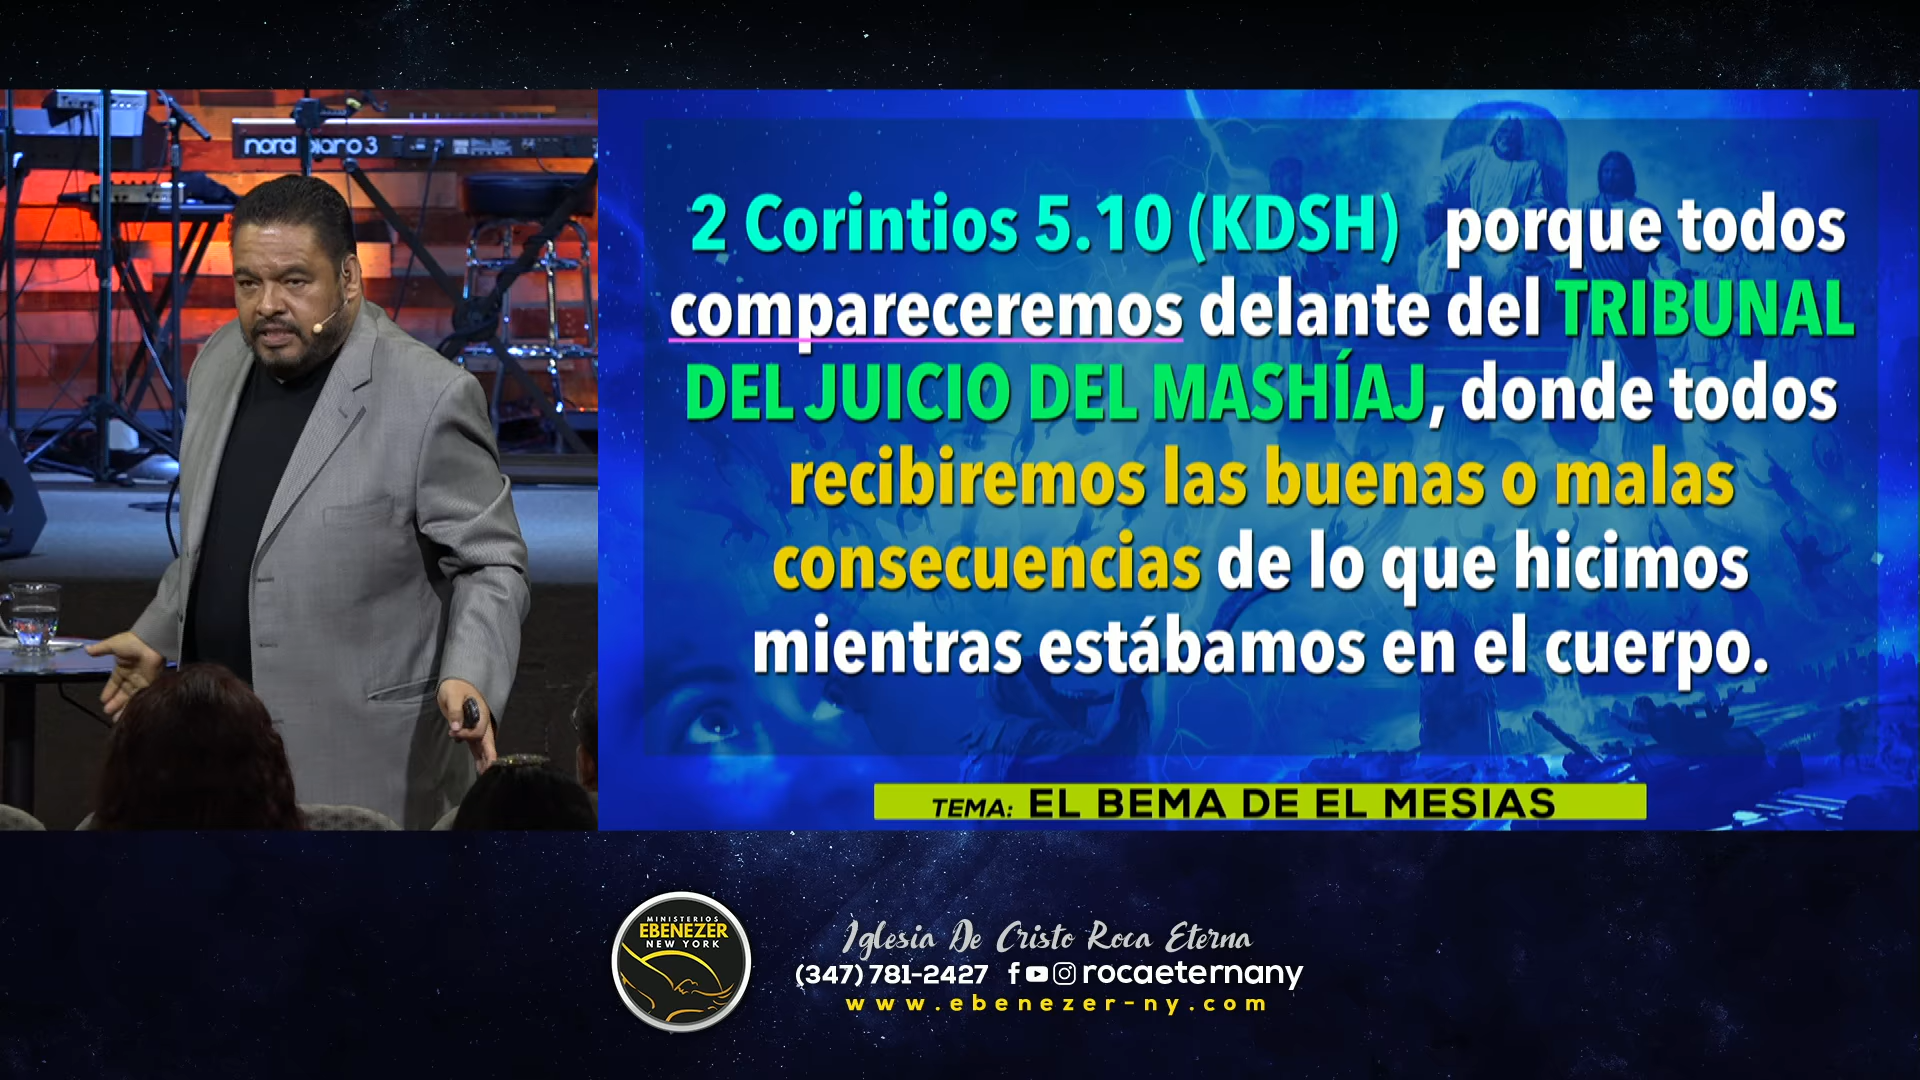 nord piano 3
2 Corintios 5.10 (KDSH) porque todos
compareceremos delante del TRIBUNAL
DEL JUICIO DEL MASHÍAJ, donde todos
recibiremos las buenas o malas
consecuencias de lo que hicimos
mientras estábamos en el cuerpo.
TEMA: EL BEMA DE EL MESIAS
MINISTERIOS
EBENEZER
NEW YORK
Iglesia De Cristo Roca Eterna
(347) 781-2427 rocaeternany
www.ebenezer-ny.com